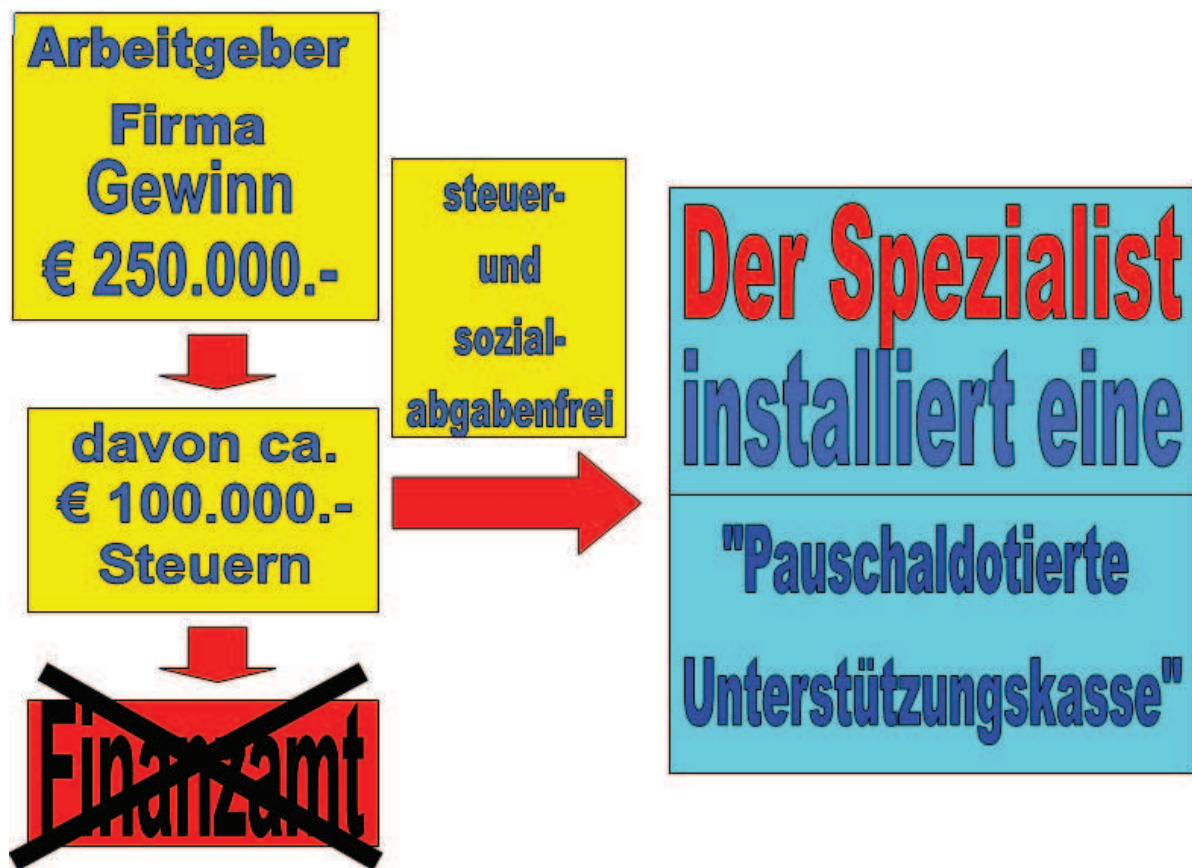 Arbeitgeber
Firma
Gewinn
€ 250.000.-
steuer-
und
sozial-
abgabenfrei
davon ca.
€ 100.000.-
Steuern
Finanzamt
Der Spezialist
installiert eine
"Pauschaldotierte
Unterstützungskasse"